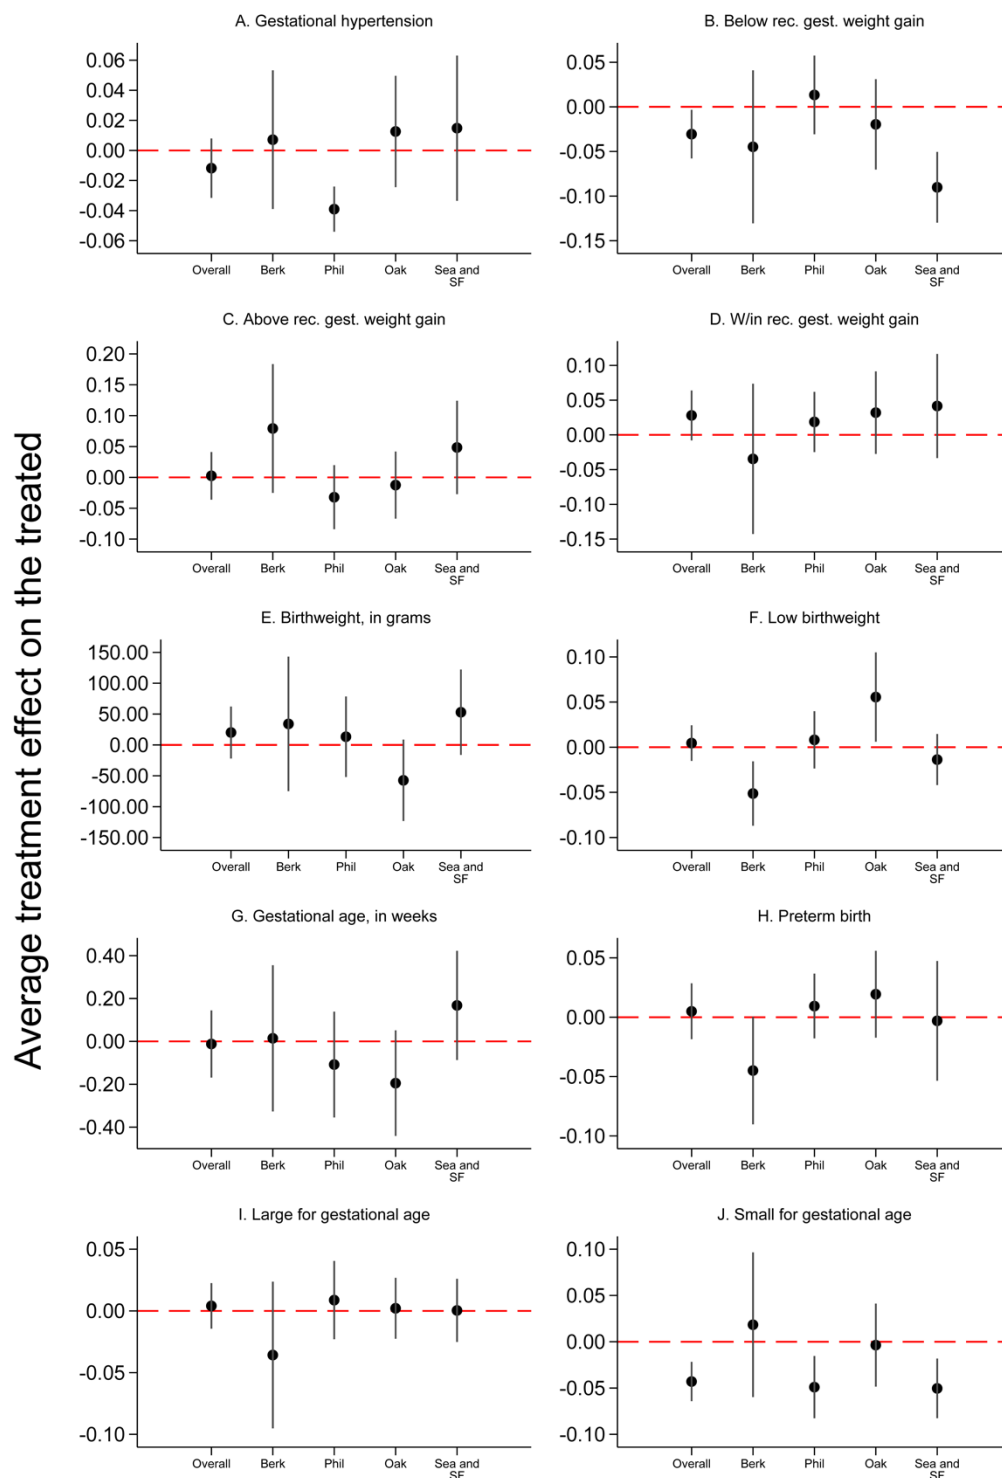 Average treatment effect on the treated
A. Gestational hypertension
0.06
0.04
0.02
0.00
-0.02
-0.04
-0.06
Overall Berk Phil Oak Sea and
SF
B. Below rec. gest. weight gain
0.05
0.00
-0.05
-0.10
-0.15
Overall Berk Phil Oak Sea and
SF
C. Above rec. gest. weight gain
0.20
0.15
0.10
0.05
0.00
-0.05
-0.10
Overall Berk Phil Oak Sea and
SF
D. W/in rec. gest. weight gain
0.10
0.05
0.00
-0.05
-0.10
-0.15
Overall Berk Phil Oak Sea and
SF
E. Birthweight, in grams
150.00
100.00
50.00
0.00
-50.00
-100.00
-150.00
Overall Berk Phil Oak Sea and
SF
F. Low birthweight
0.10
0.05
0.00
-0.05
-0.10
Overall Berk Phil Oak Sea and
SF
G. Gestational age, in weeks
0.40
0.20
0.00
-0.20
-0.40
Overall Berk Phil Oak Sea and
SF
H. Preterm birth
0.05
0.00
-0.05
-0.10
Overall Berk Phil Oak Sea and
SF
I. Large for gestational age
0.05
0.00
-0.05
-0.10
Overall Berk Phil Oak Sea and
SF
J. Small for gestational age
0.10
0.05
0.00
-0.05
-0.10
Overall Berk Phil Oak Sea and
SF